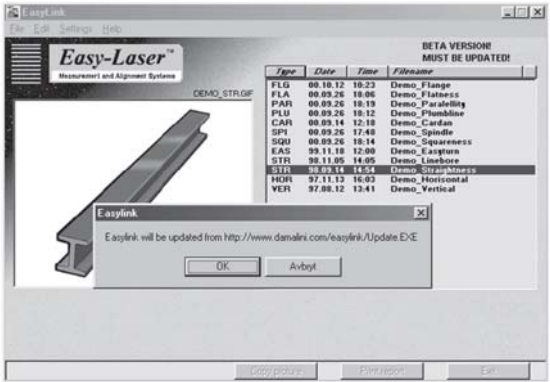 EasyLink
File Edit Settings Help
Easy-Laser™
Measurement and Alignment Systems
BETA VERSION!
MUST BE UPDATED!
DEMO_STR.GIF
Type Date Time Filename
FLG 00.10.12 10:23 Demo_Flange
FLA 00.09.26 18:06 Demo_Flatness
PAR 00.09.26 18:19 Demo_Paralellity
PLU 00.09.26 18:12 Demo_Plumbline
CAR 00.09.14 12:18 Demo_Cardan
SPI 00.09.26 17:48 Demo_Spindle
SQU 00.09.26 18:14 Demo_Squareness
EAS 99.11.18 12:00 Demo_Easyturn
STR 98.11.05 14:05 Demo_Linebore
STR 98.09.14 14:54 Demo_Straightness
HOR 97.11.13 16:03 Demo_Horisontal
VER 97.08.12 13:41 Demo_Vertical
Easylink
Easylink will be updated from http://www.damalini.com/easylink/Update.EXE
OK Avbryt
Copy picture Print report Exit